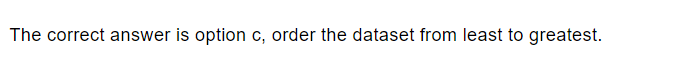 The correct answer is option c, order the dataset from least to greatest.